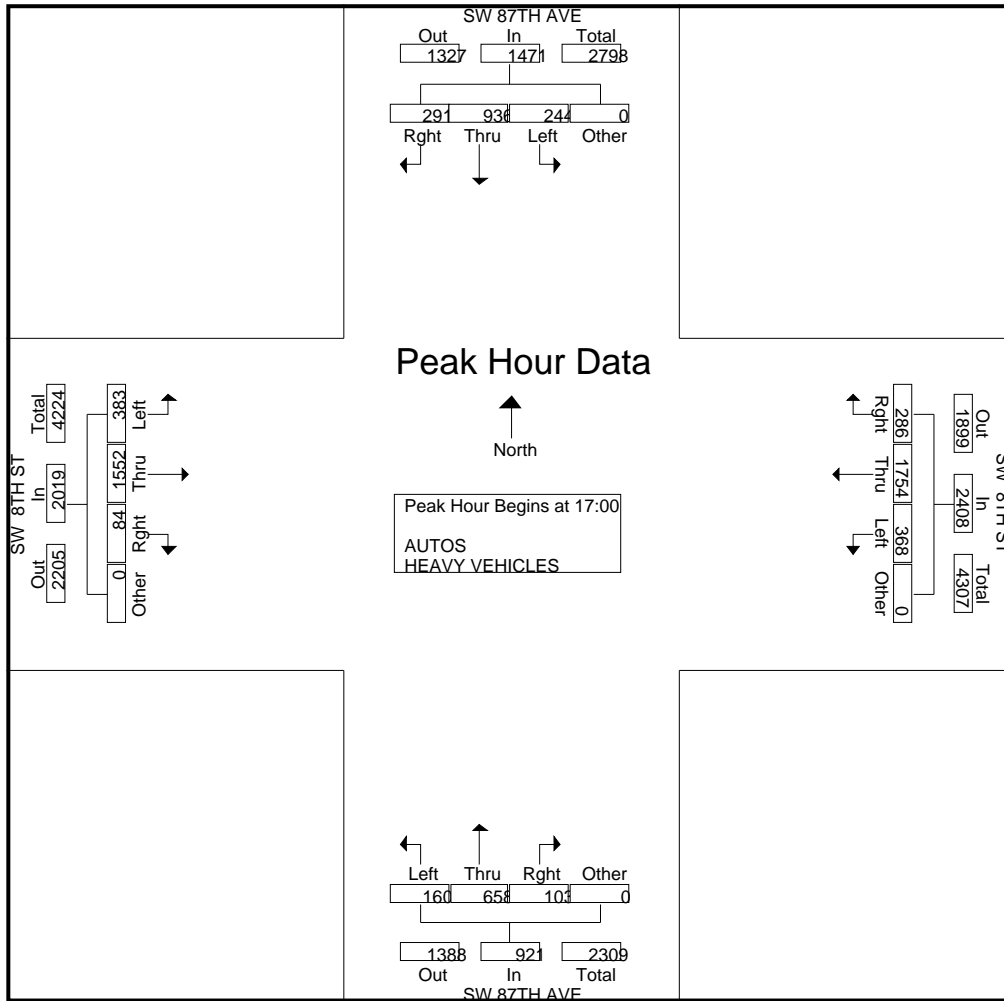 SW 87TH AVE
Out In Total
1327 1471 2798
291 936 244 0
Rght Thru Left Other
Peak Hour Data
North
Peak Hour Begins at 17:00
AUTOS
HEAVY VEHICLES
SW 8TH ST
Total In Out
4224 2019 2205
383 1552 84 0
Left Thru Rght Other
SW 8TH ST
Out In Total
1899 2408 4307
286 1754 368 0
Rght Thru Left Other
Left Thru Rght Other
160 658 103 0
1388 921 2309
Out In Total
SW 87TH AVE